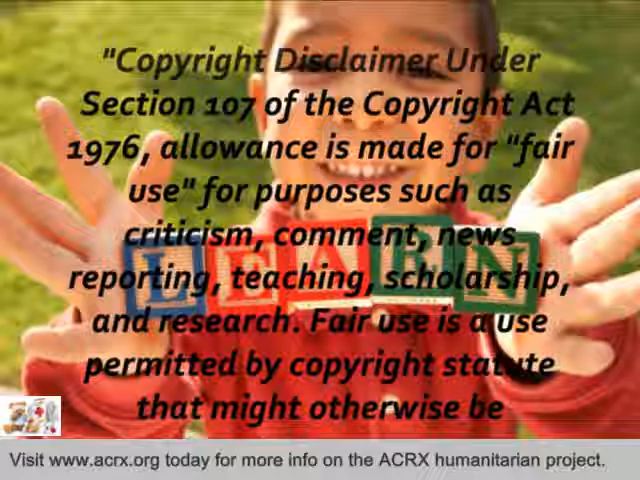 "Copyright Disclaimer Under
Section 107 of the Copyright Act
1976, allowance is made for "fair
use" for purposes such as
criticism, comment, news
reporting, teaching, scholarship,
and research. Fair use is a use
permitted by copyright statute
that might otherwise be
LEARN
Visit www.acrx.org today for more info on the ACRX humanitarian project.